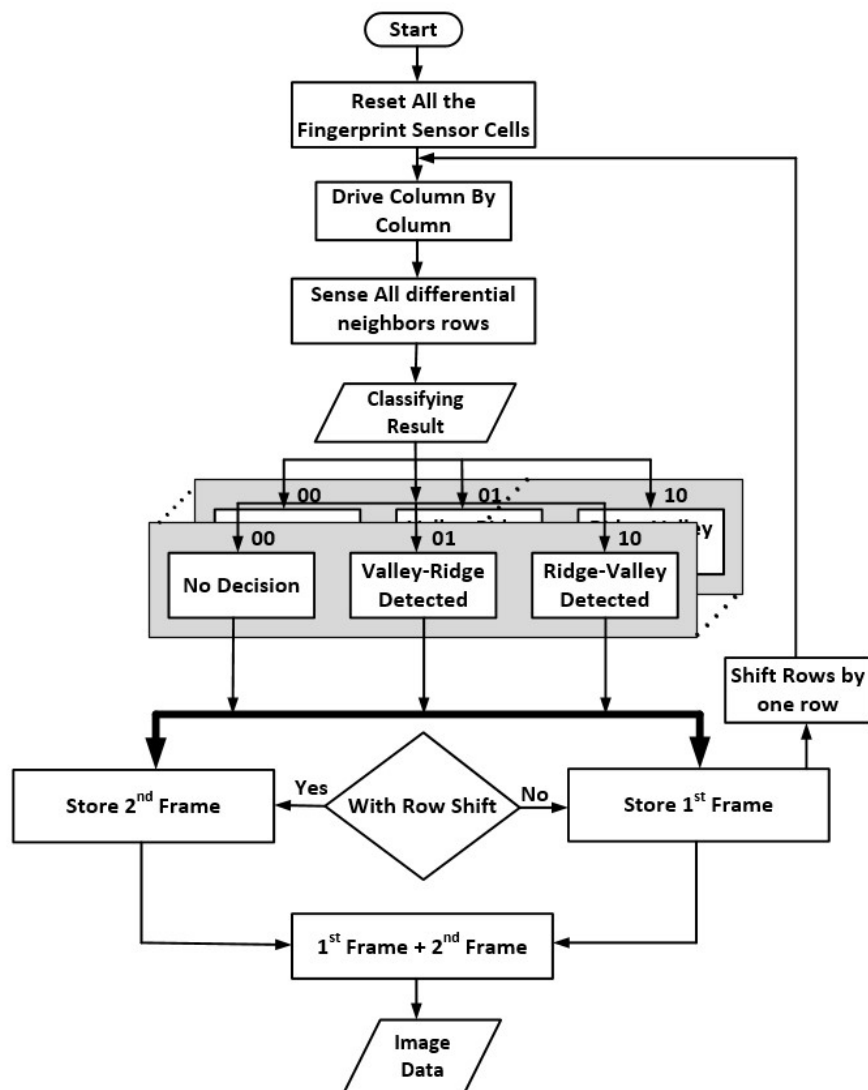 Start
Reset All the
Fingerprint Sensor Cells
Drive Column By
Column
Sense All differential
neighbors rows
Classifying
Result
00
01
10
00
01
10
No Decision
Valley-Ridge
Detected
Ridge-Valley
Detected
Shift Rows by
one row
Store 2nd Frame
Yes
With Row Shift
No
Store 1st Frame
1st Frame + 2nd Frame
Image
Data